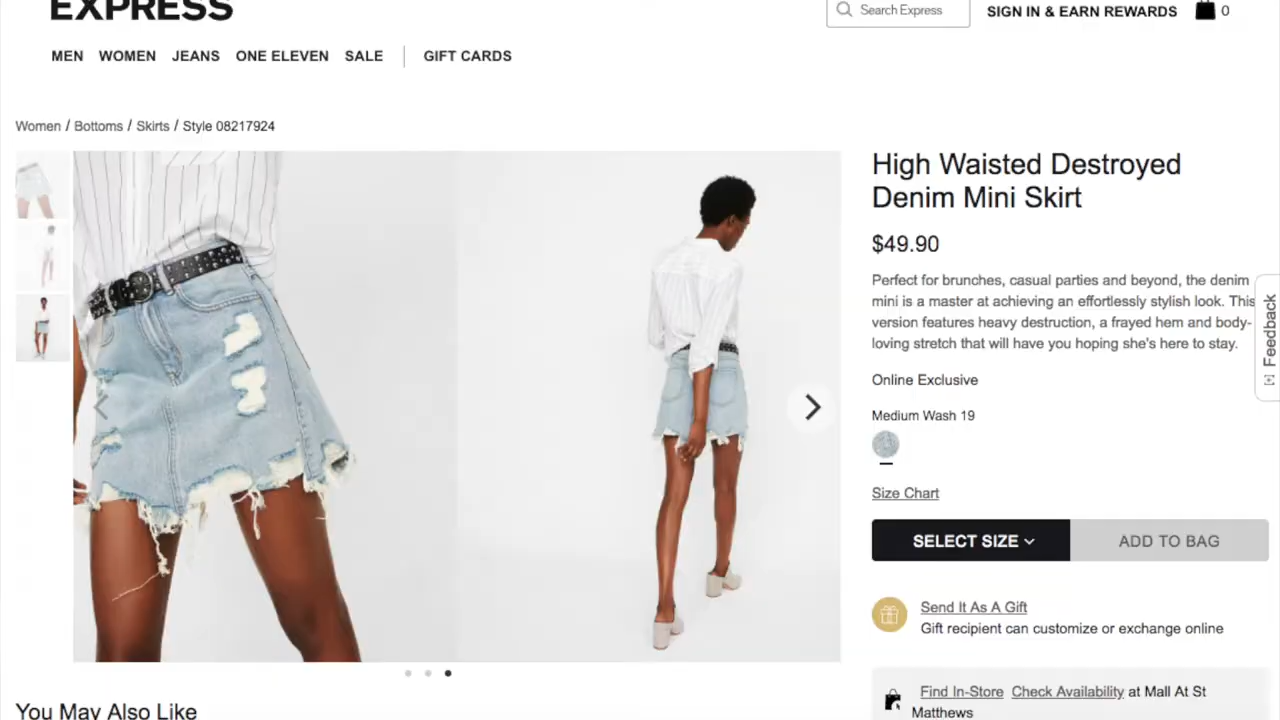 EXPRESS
Search Express
SIGN IN & EARN REWARDS
0
MEN WOMEN JEANS ONE ELEVEN SALE GIFT CARDS
Women / Bottoms / Skirts / Style 08217924
High Waisted Destroyed
Denim Mini Skirt
$49.90
Perfect for brunches, casual parties and beyond, the denim
mini is a master at achieving an effortlessly stylish look. This
version features heavy destruction, a frayed hem and body-
loving stretch that will have you hoping she's here to stay.
Feedback
Online Exclusive
Medium Wash 19
Size Chart
SELECT SIZE
ADD TO BAG
Send It As A Gift
Gift recipient can customize or exchange online
Find In-Store Check Availability at Mall At St
Matthews
You May Also Like